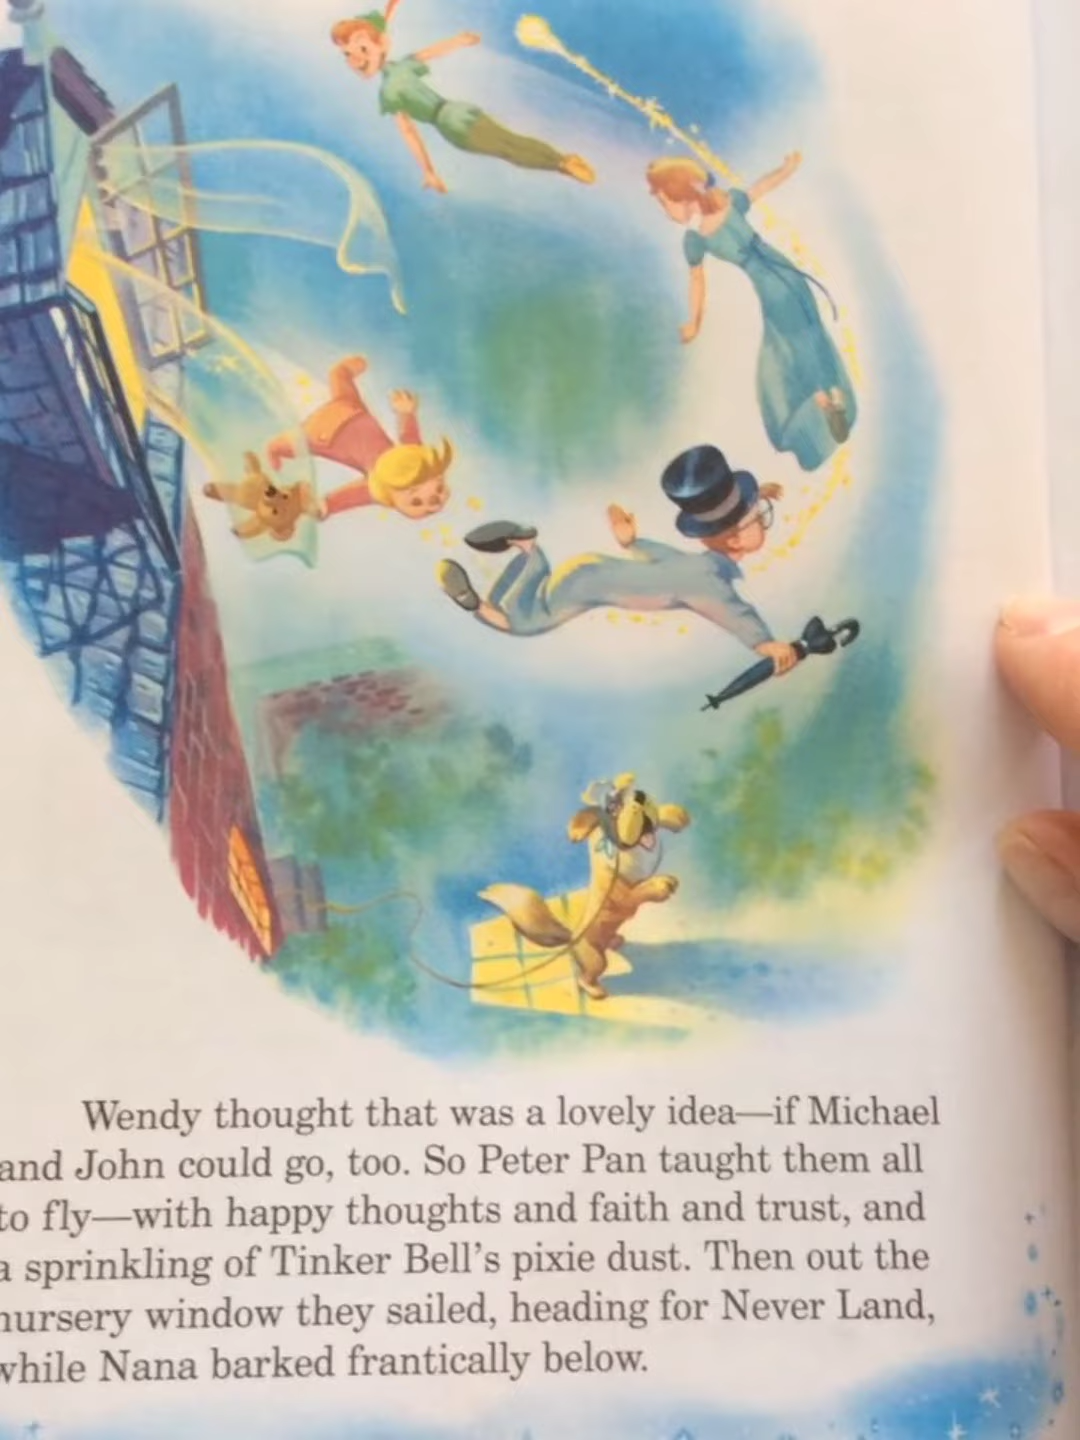 Wendy thought that was a lovely idea—if Michael
and John could go, too. So Peter Pan taught them all
to fly—with happy thoughts and faith and trust, and
a sprinkling of Tinker Bell's pixie dust. Then out the
nursery window they sailed, heading for Never Land,
while Nana barked frantically below.